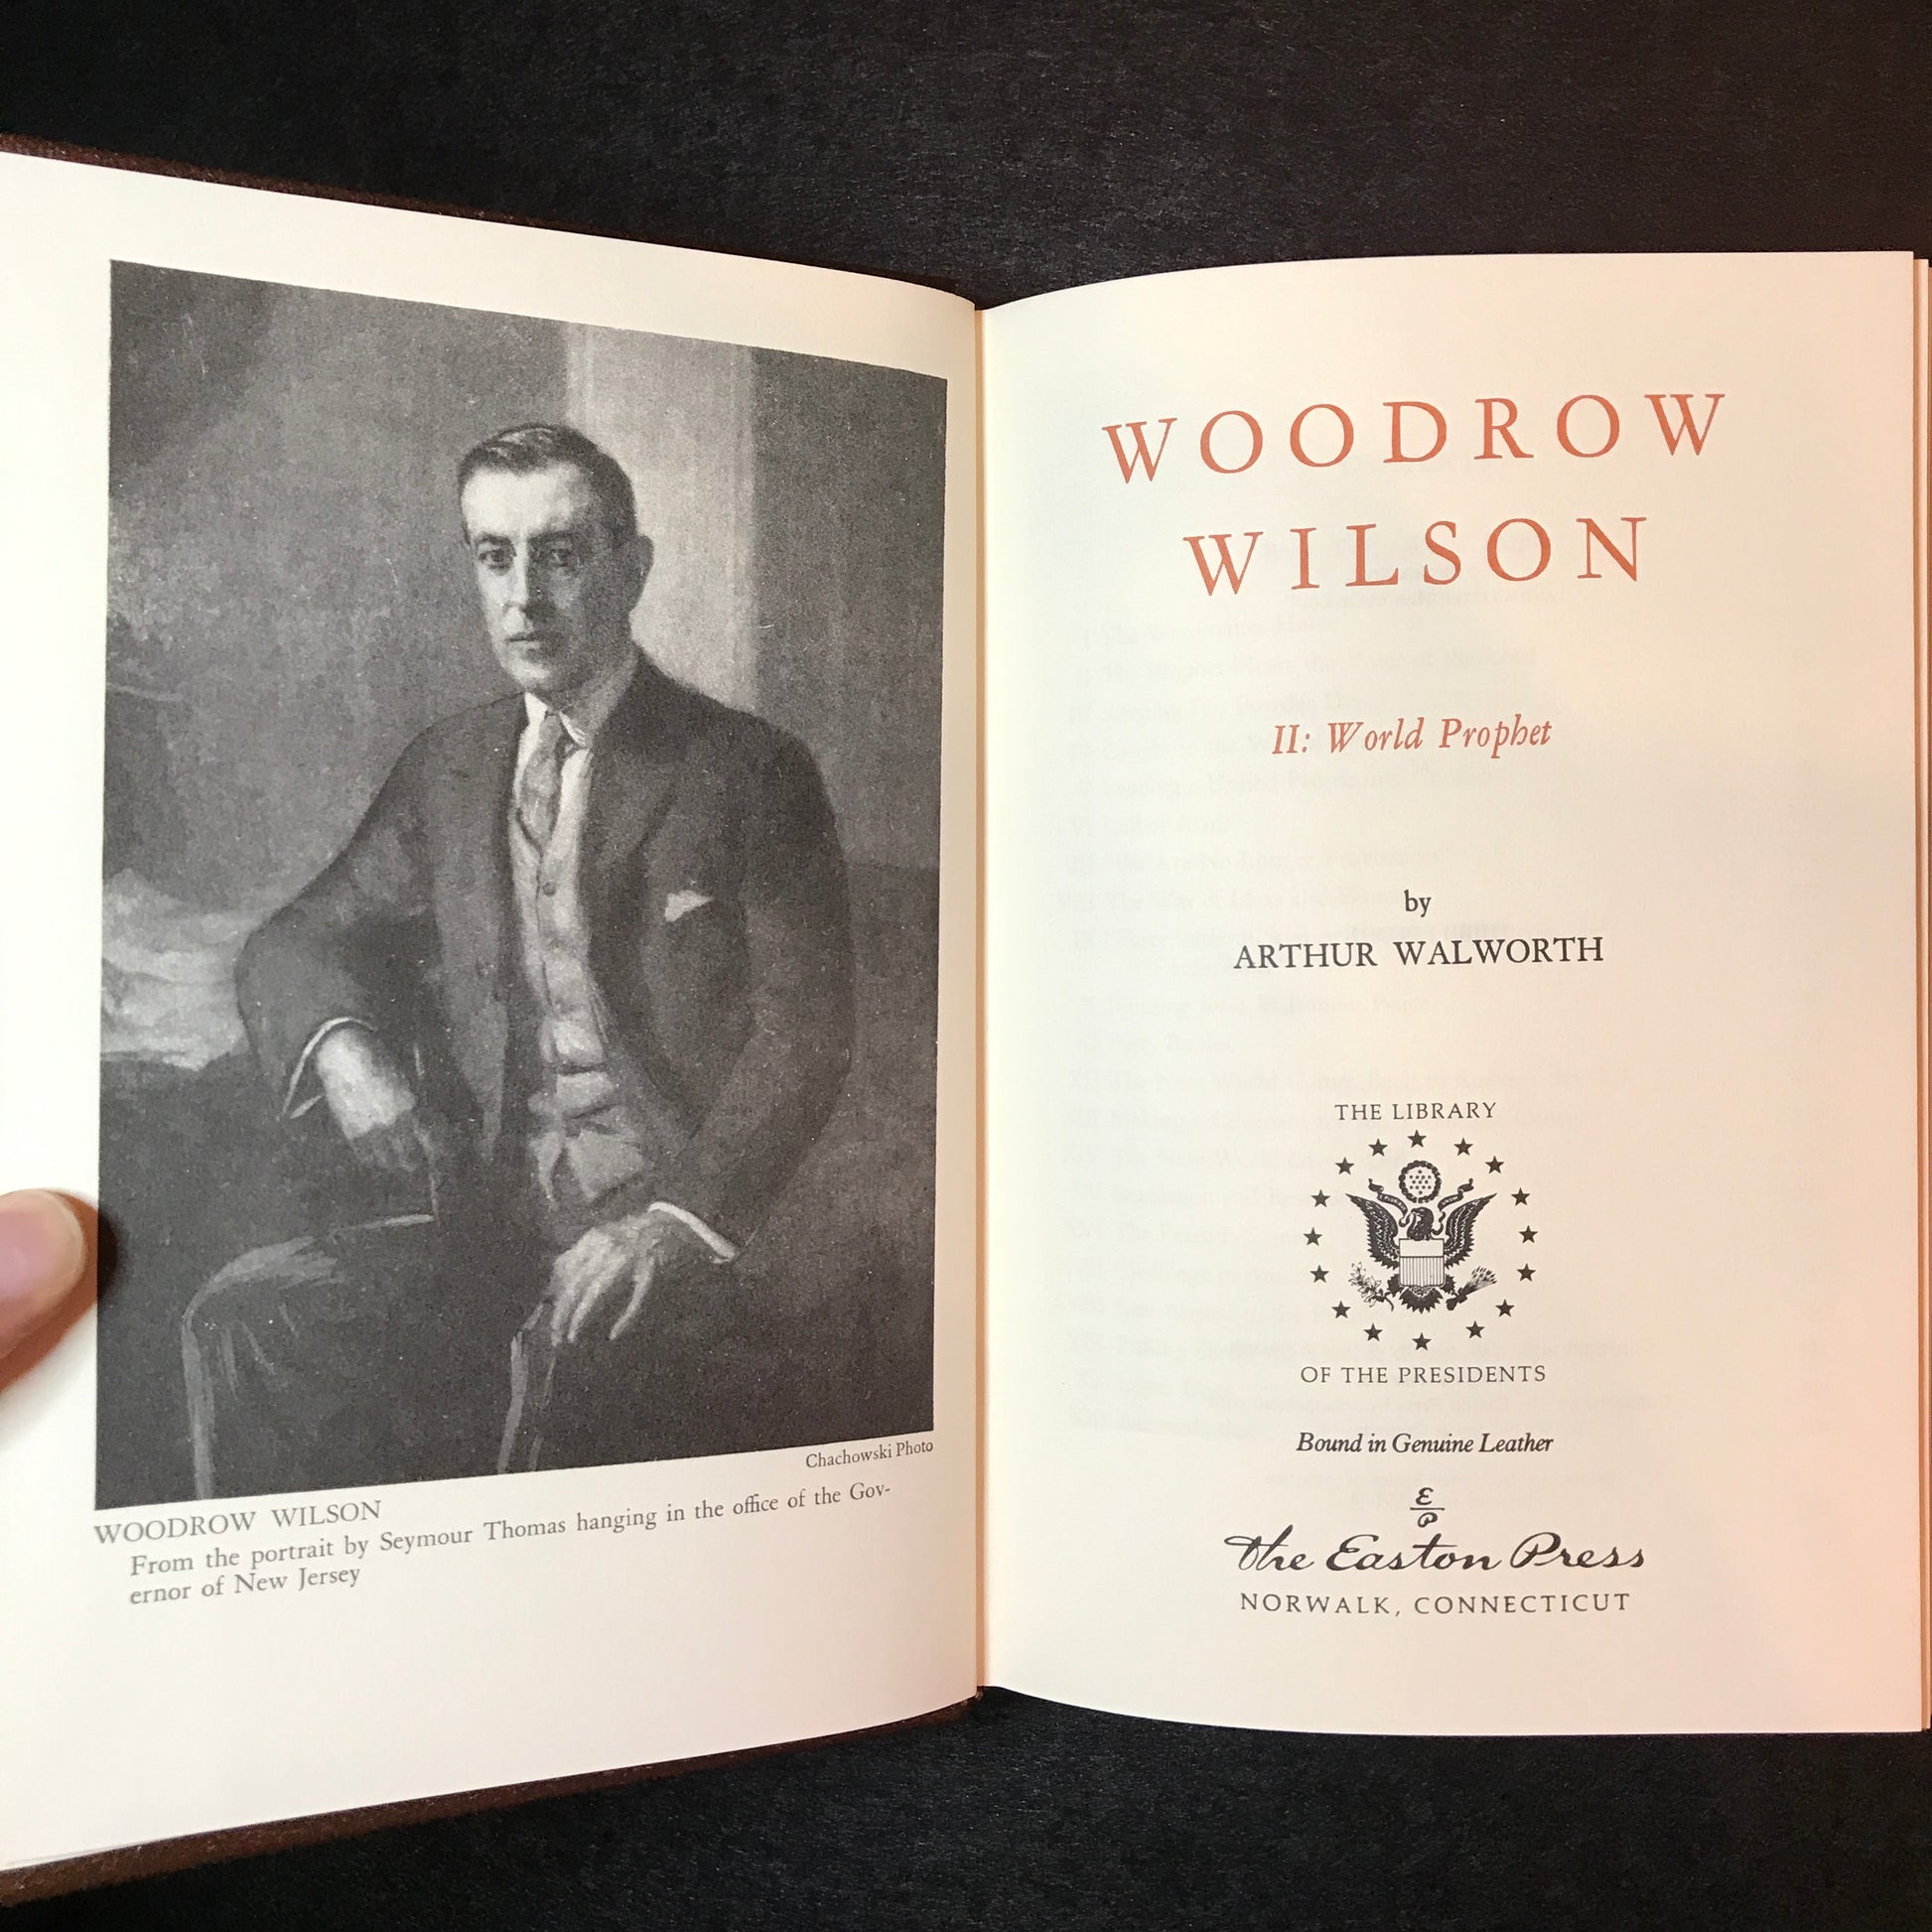 Chachowski Photo
WOODROW WILSON
From the portrait by Seymour Thomas hanging in the office of the Gov-
ernor of New Jersey
WOODROW
WILSON
II: World Prophet
by
ARTHUR WALWORTH
THE LIBRARY
OF THE PRESIDENTS
Bound in Genuine Leather
E
P
The Easton Press
NORWALK, CONNECTICUT